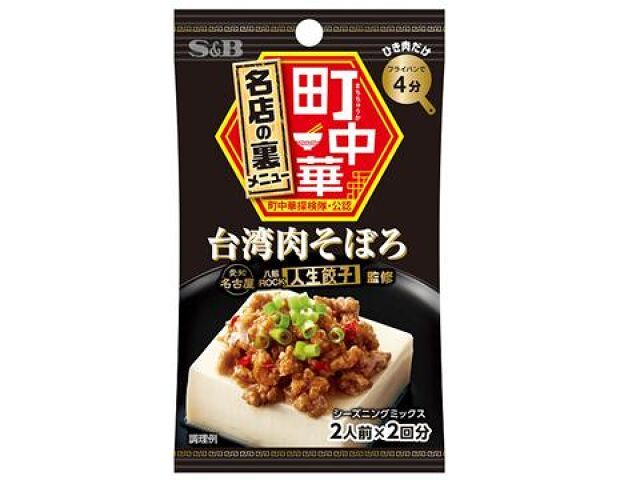 S&B
ひき肉だけ
フライパンで
4分
名店の裏
メニュー
まちちゅうか
町中華
町中華探検隊・公認
台湾肉そぼろ
愛知
名古屋
八幡
ROCK
人生餃子
監修
シーズニングミックス
2人前×2回分
調理例